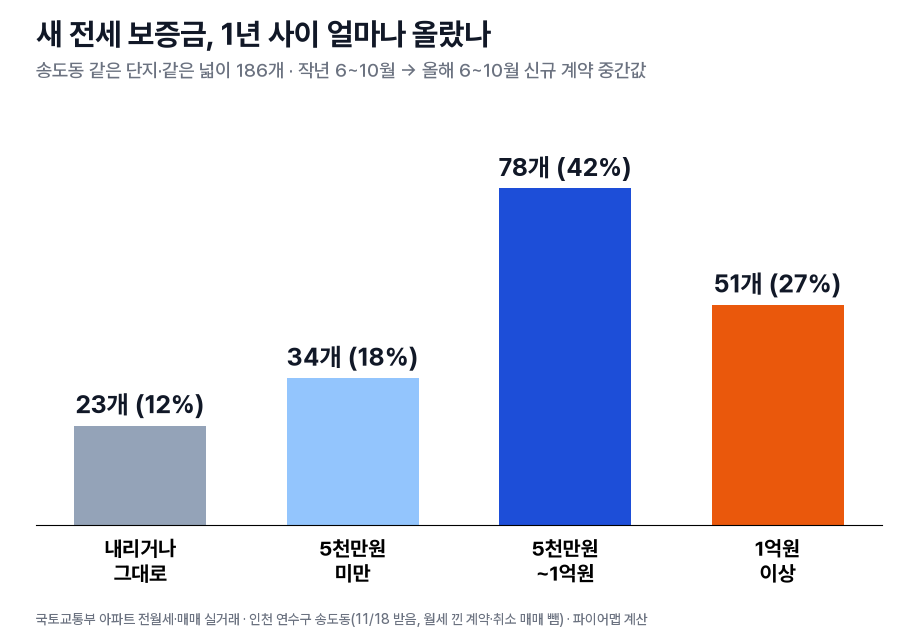 새 전세 보증금, 1년 사이 얼마나 올랐나
송도동 같은 단지·같은 넓이 186개 · 작년 6~10월 → 올해 6~10월 신규 계약 중간값
78개 (42%)
51개 (27%)
34개 (18%)
23개 (12%)
내리거나
그대로
5천만원
미만
5천만원
~1억원
1억원
이상
국토교통부 아파트 전월세·매매 실거래 · 인천 연수구 송도동(11/18 받음, 월세 낀 계약·취소 매매 뺌) · 파이어맵 계산